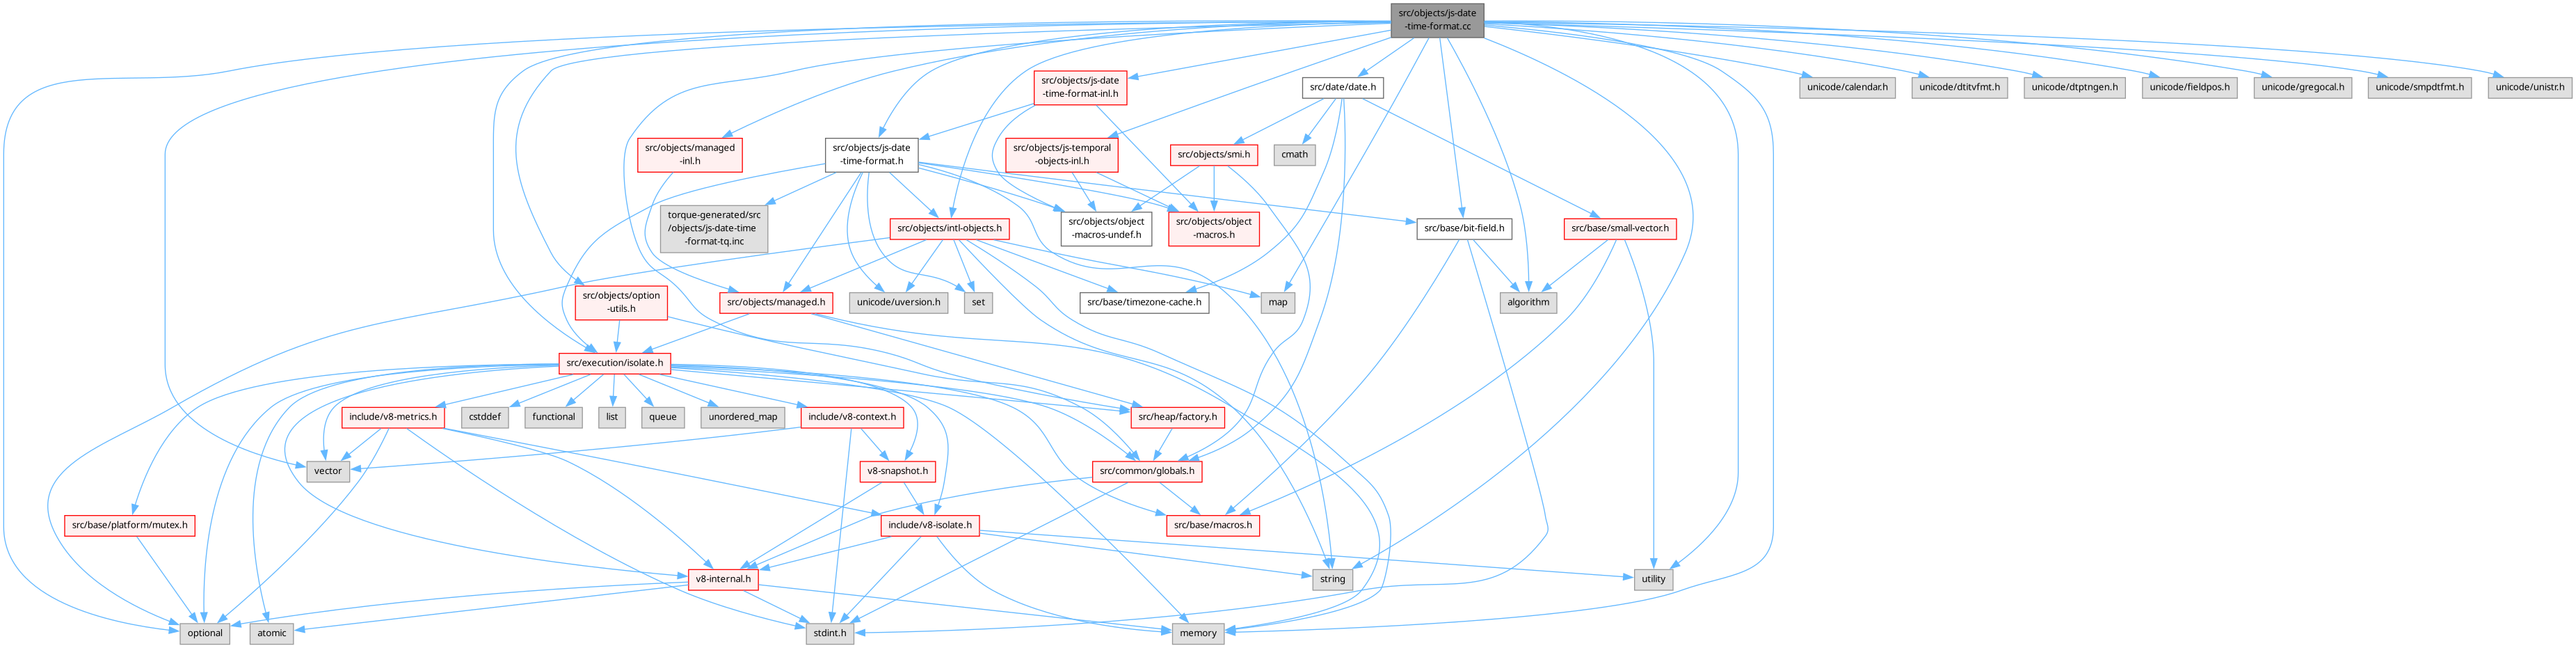 src/objects/js-date
-time-format.cc
src/objects/js-date
-time-format-inl.h
src/date/date.h
unicode/calendar.h
unicode/dtitvfmt.h
unicode/dtptngen.h
unicode/fieldpos.h
unicode/gregocal.h
unicode/smpdtfmt.h
unicode/unistr.h
src/objects/managed
-inl.h
src/objects/js-date
-time-format.h
src/objects/js-temporal
-objects-inl.h
src/objects/smi.h
cmath
torque-generated/src
/objects/js-date-time
-format-tq.inc
src/objects/intl-objects.h
src/objects/object
-macros-undef.h
src/objects/object
-macros.h
src/base/bit-field.h
src/base/small-vector.h
src/objects/option
-utils.h
src/objects/managed.h
unicode/uversion.h
set
src/base/timezone-cache.h
map
algorithm
src/execution/isolate.h
include/v8-metrics.h
cstddef
functional
list
queue
unordered_map
include/v8-context.h
src/heap/factory.h
vector
v8-snapshot.h
src/common/globals.h
src/base/platform/mutex.h
include/v8-isolate.h
src/base/macros.h
v8-internal.h
string
utility
optional
atomic
stdint.h
memory